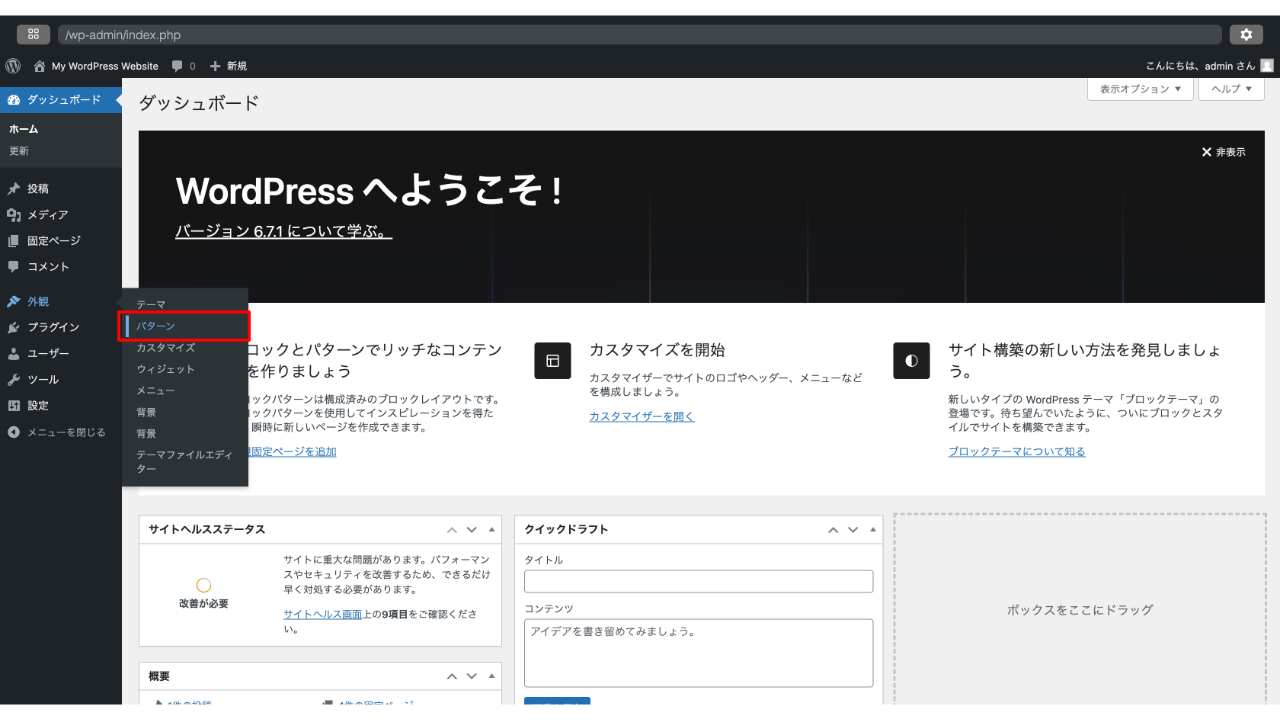 /wp-admin/index.php
My WordPress Website
0
新規
こんにちは、admin さん
ダッシュボード
ホーム
更新
投稿
メディア
固定ページ
コメント
外観
プラグイン
ユーザー
ツール
設定
メニューを閉じる
テーマ
パターン
カスタマイズ
ウィジェット
メニュー
背景
背景
テーマファイルエディ
ター
ダッシュボード
表示オプション ▼
ヘルプ ▼
非表示
WordPress へようこそ !
バージョン 6.7.1 について学ぶ。
ロックとパターンでリッチなコンテン
を作りましょう
ックパターンは構成済みのブロックレイアウトです。
ックパターンを使用してインスピレーションを得た
瞬時に新しいページを作成できます。
固定ページを追加
カスタマイズを開始
カスタマイザーでサイトのロゴやヘッダー、メニューなど
を構成しましょう。
カスタマイザーを開く
サイト構築の新しい方法を発見しましょ
う。
新しいタイプの WordPress テーマ「ブロックテーマ」の
登場です。待ち望んでいたように、ついにブロックとスタ
イルでサイトを構築できます。
ブロックテーマについて知る
サイトヘルスステータス
改善が必要
サイトに重大な問題があります。パフォーマン
スやセキュリティを改善するため、できるだけ
早く対処する必要があります。
サイトヘルス画面上の9項目をご確認くださ
い。
概要
クイックドラフト
タイトル
コンテンツ
アイデアを書き留めてみましょう。
ボックスをここにドラッグ